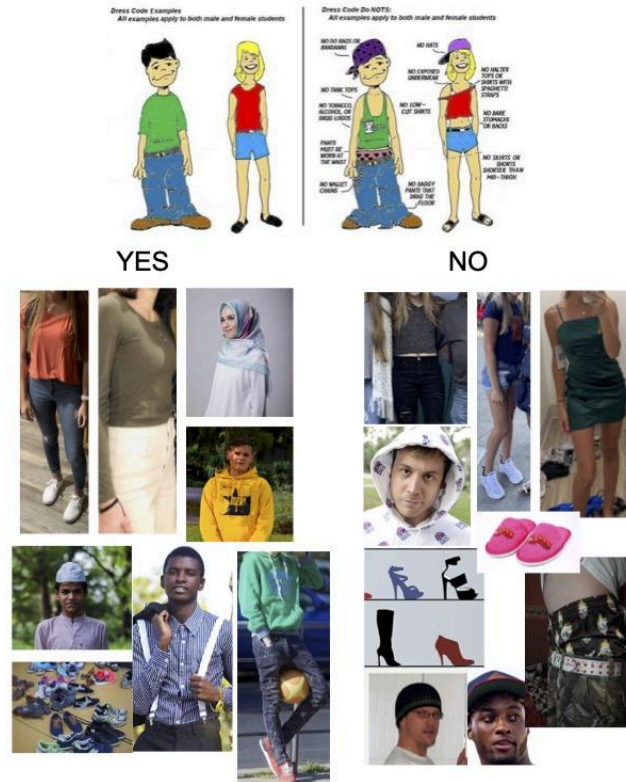 Dress Code Examples
All examples apply to both male and female students
Dress Code Do NOTS:
All examples apply to both male and female students
NO DO RAGS OR
BANDANAS
NO TANK TOPS
NO TOBACCO,
ALCOHOL, OR
DRUG LOGOS
PANTS
MUST BE
WORN AT
THE WAIST
NO WALLET
CHAINS
NO HATS
NO EXPOSED
UNDERWEAR
NO LOW-
CUT SHIRTS
NO BAGGY
PANTS THAT
DRAG THE
FLOOR
NO HALTER
TOPS OR
SHIRTS WITH
SPAGHETTI
STRAPS
NO BARE
STOMACHS
OR BACKS
NO SKIRTS OR
SHORTS
SHORTER THAN
MID-THIGH
YES
NO